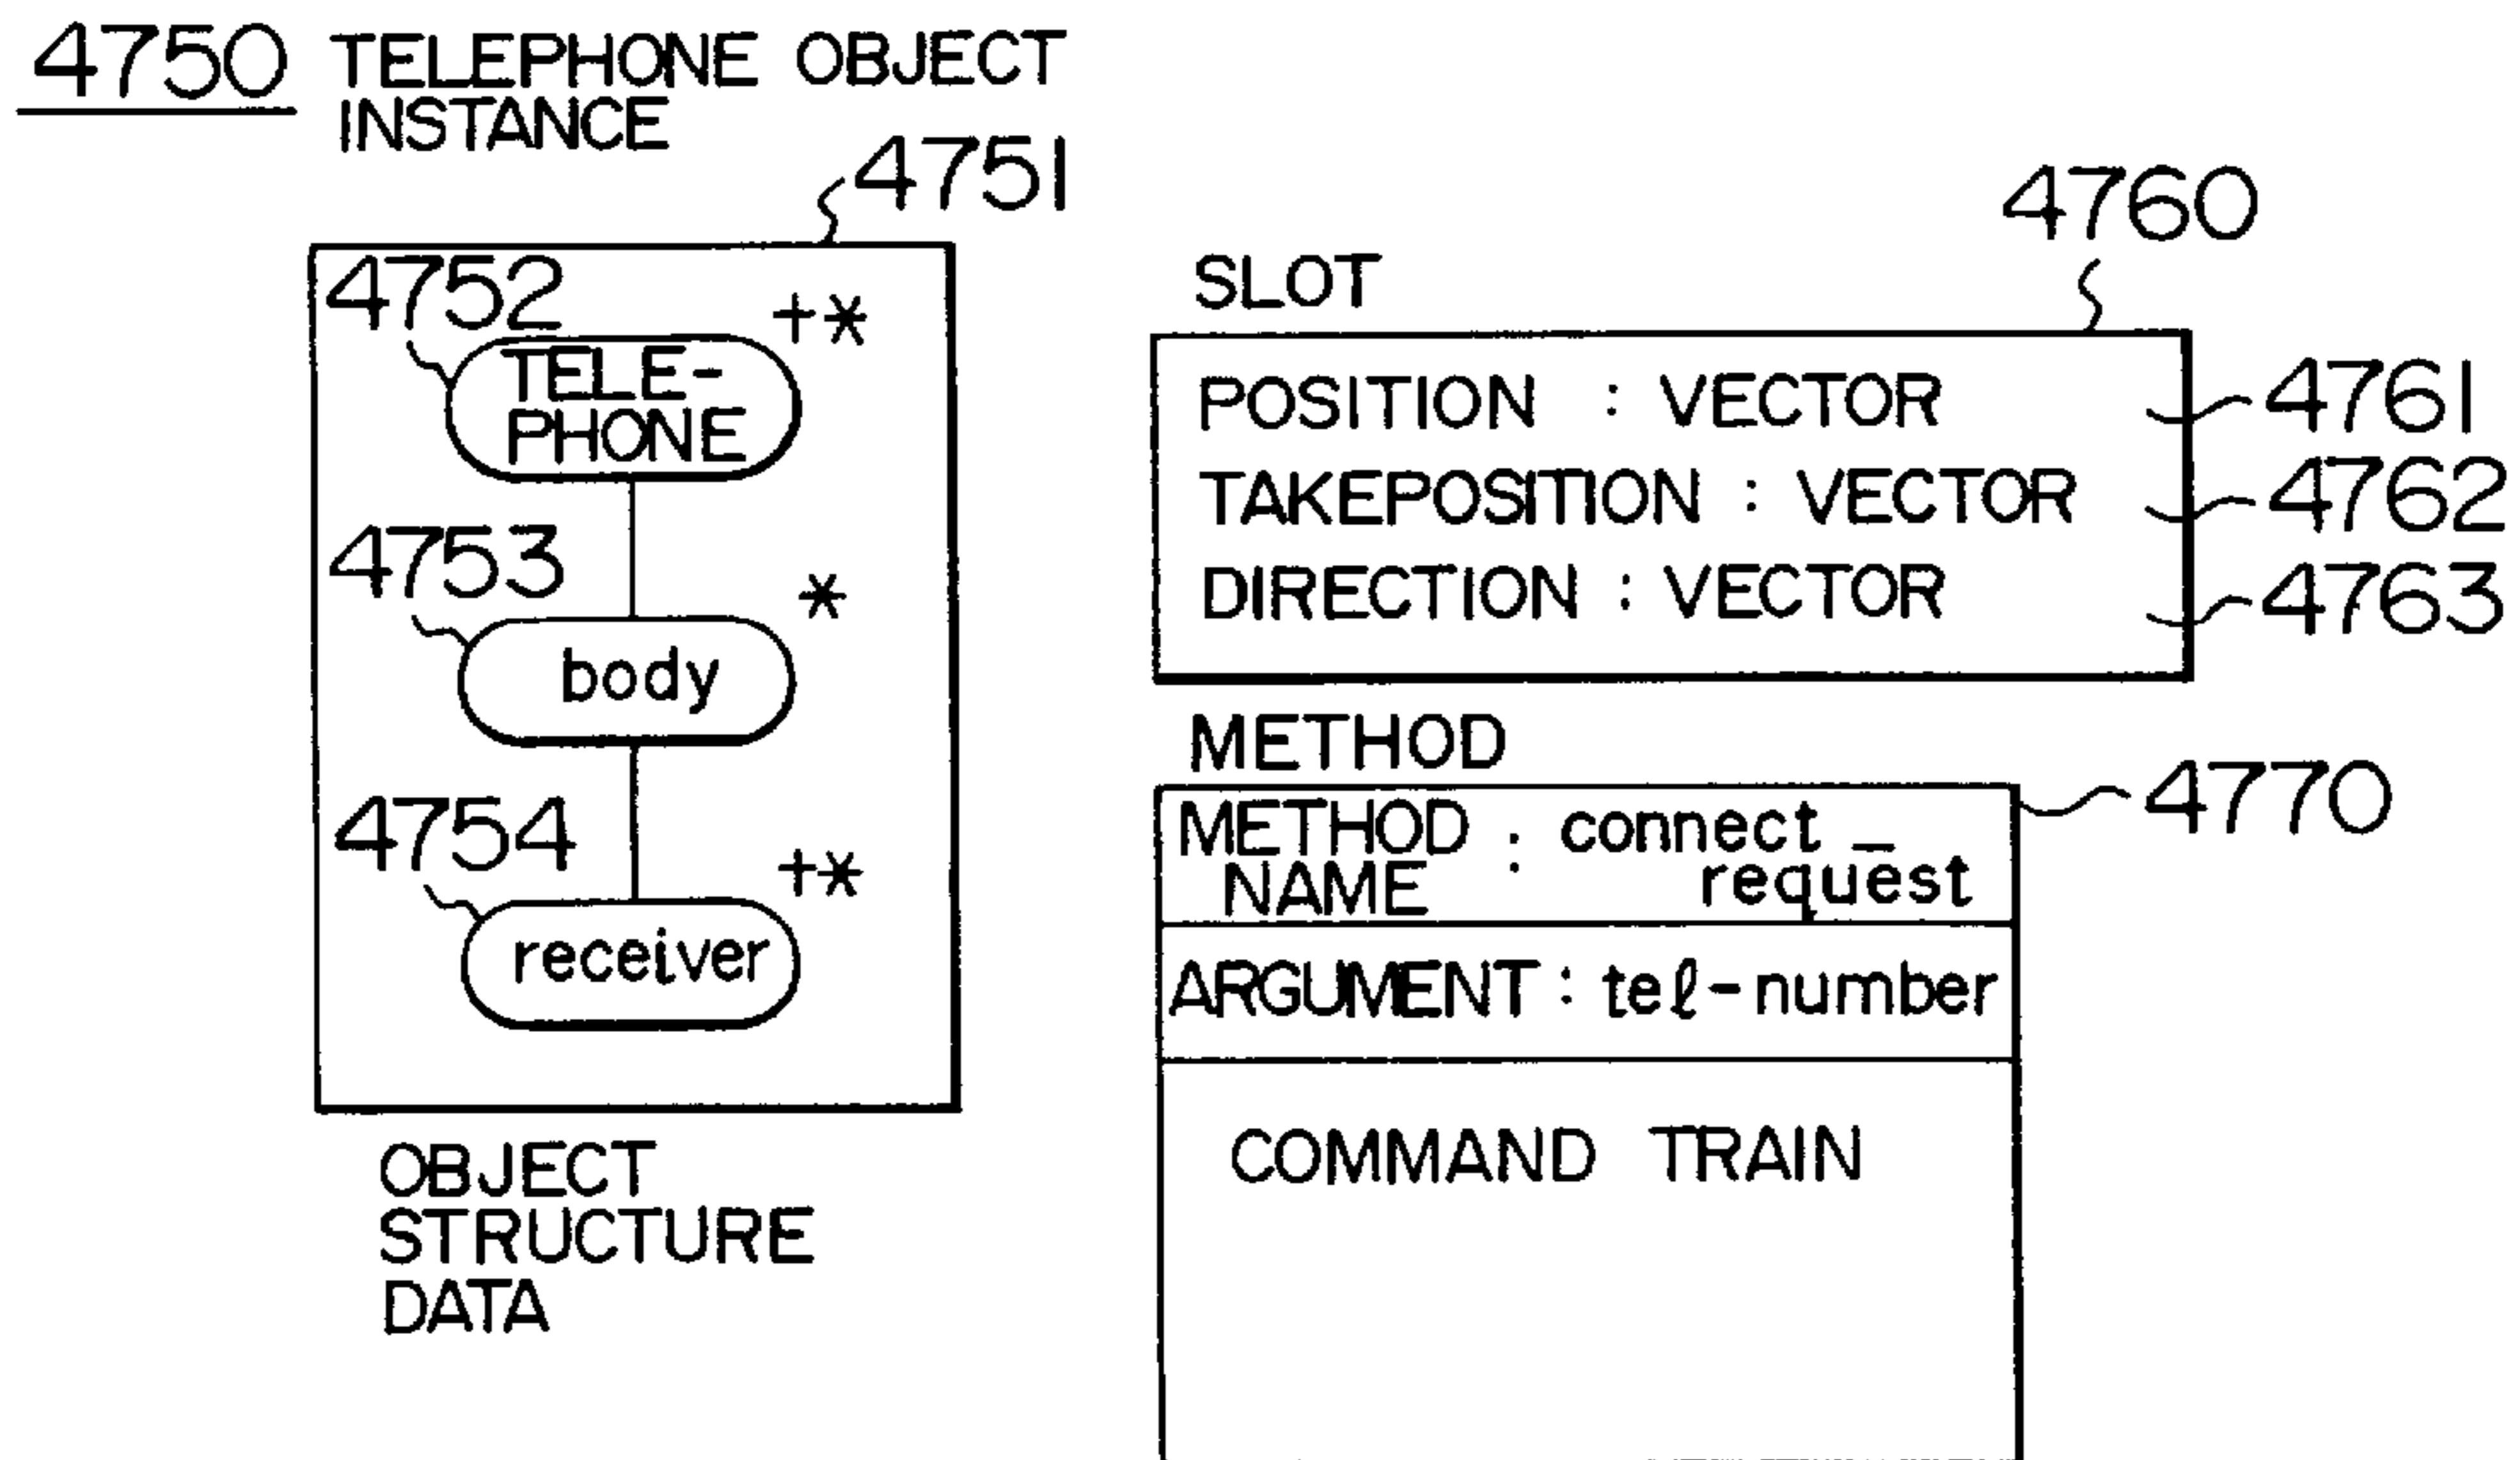 4750 TELEPHONE OBJECT
INSTANCE
4751
4752
+*
TELE-
PHONE
4753
*
body
4754
+*
receiver
OBJECT
STRUCTURE
DATA
4760
SLOT
POSITION : VECTOR
4761
TAKEPOSITION : VECTOR
4762
DIRECTION : VECTOR
4763
METHOD
4770
METHOD NAME : connect_
request
ARGUMENT : tel-number
COMMAND TRAIN